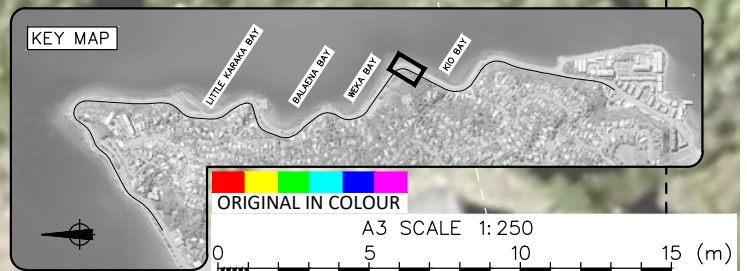 KEY MAP
LITTLE KARAKA BAY
BALAENA BAY
WEKA BAY
KIO BAY
ORIGINAL IN COLOUR
A3 SCALE 1:250
0 5 10 15 (m)